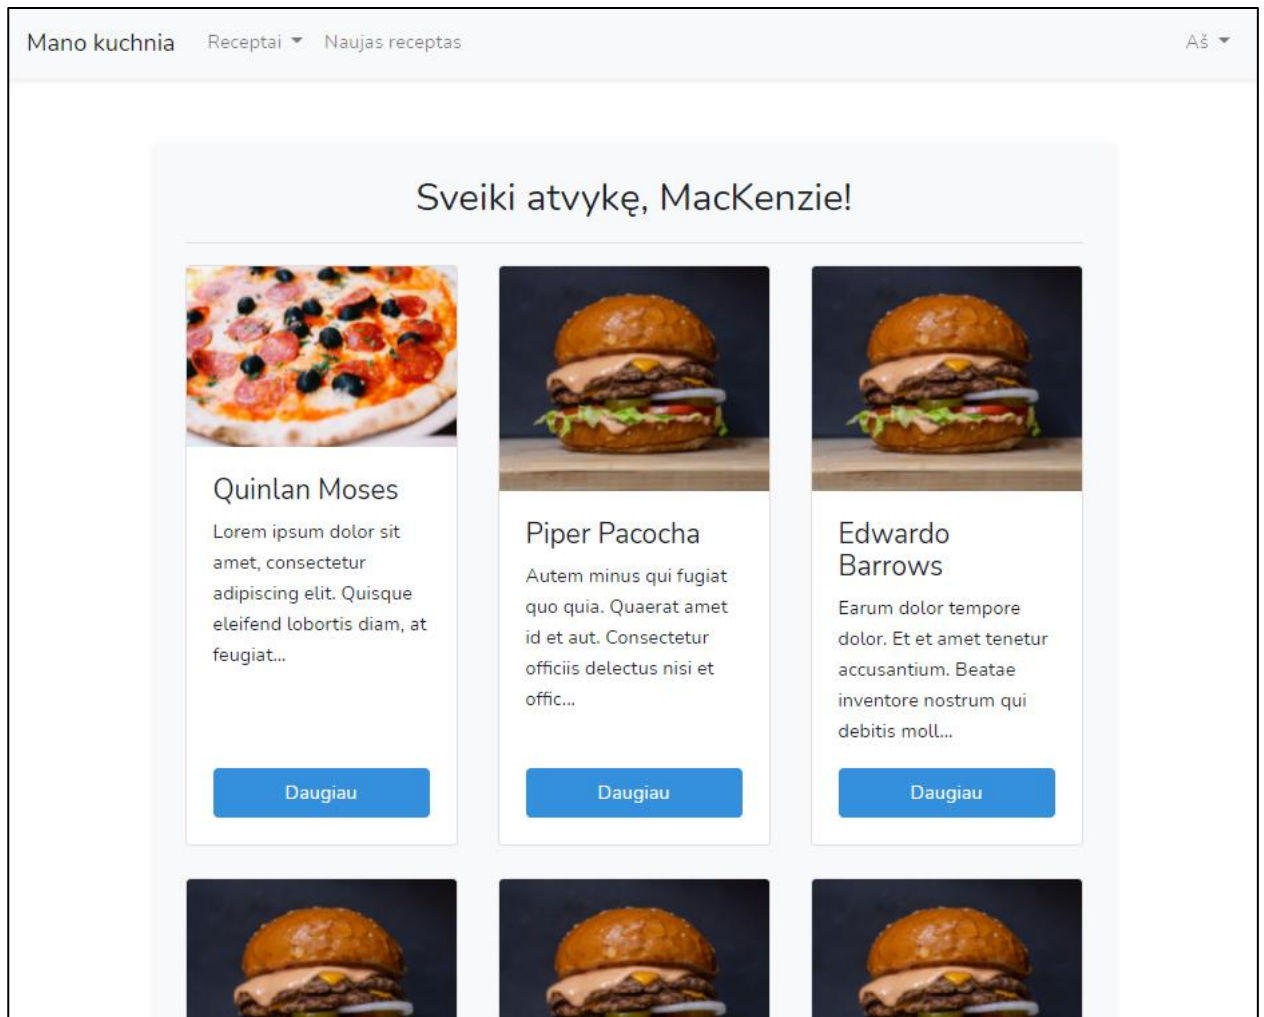 Mano kuchnia Receptai Naujas receptas Aš
Sveiki atvykę, MacKenzie!
Quinlan Moses
Lorem ipsum dolor sit
amet, consectetur
adipiscing elit. Quisque
eleifend lobortis diam, at
feugiat...
Daugiau
Piper Pacocha
Autem minus qui fugiat
quo quia. Quaerat amet
id et aut. Consectetur
officiis delectus nisi et
offic...
Daugiau
Edwardo
Barrows
Earum dolor tempore
dolor. Et et amet tenetur
accusantium. Beatae
inventore nostrum qui
debitis moll...
Daugiau